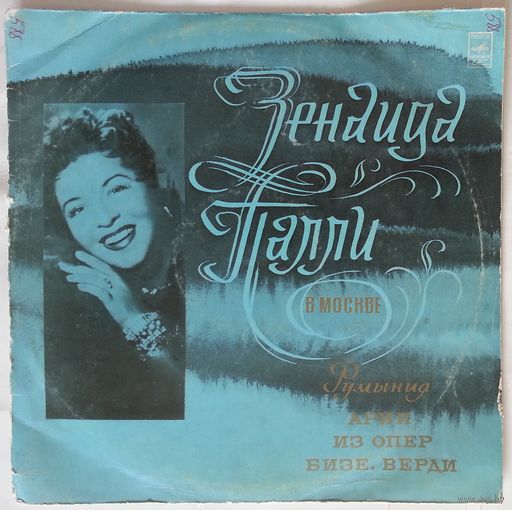 Зенаида
Палли
В МОСКВЕ
Румыния
АРИИ
ИЗ ОПЕР
БИЗЕ. ВЕРДИ